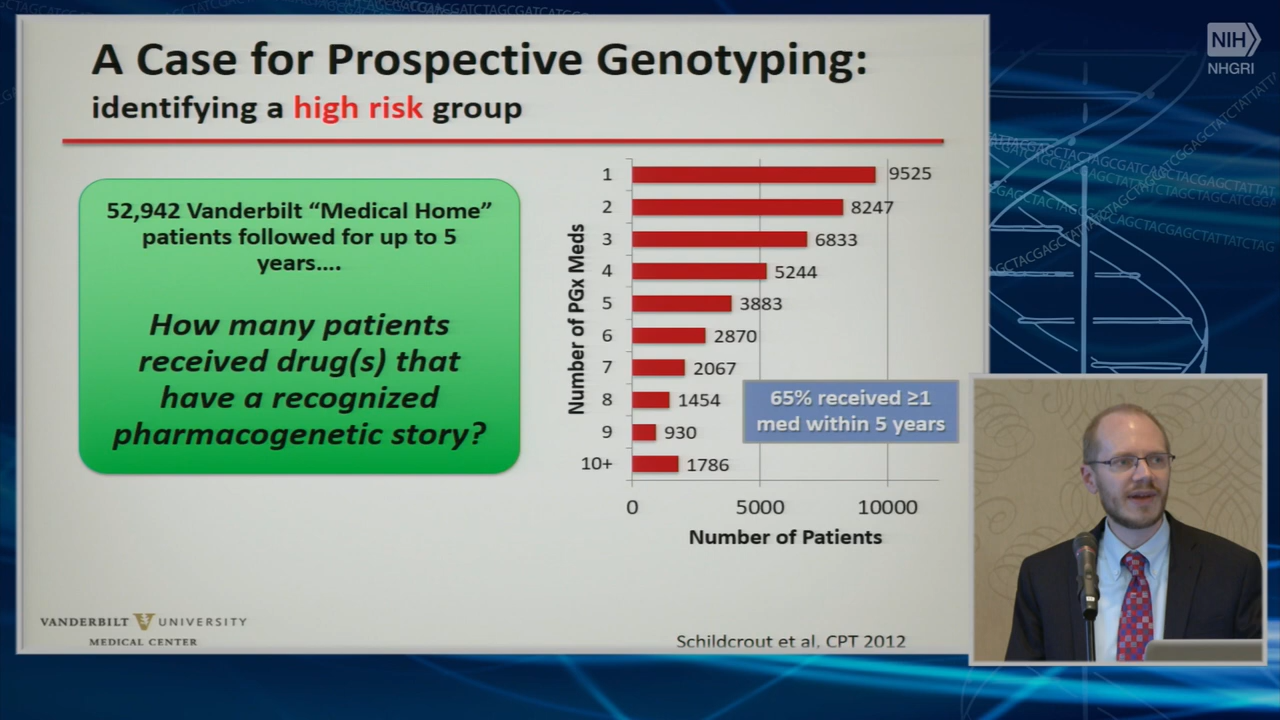 A Case for Prospective Genotyping:
identifying a high risk group
52,942 Vanderbilt “Medical Home”
patients followed for up to 5
years....
How many patients
received drug(s) that
have a recognized
pharmacogenetic story?
Number of PGx Meds
1 9525
2 8247
3 6833
4 5244
5 3883
6 2870
7 2067
8 1454
9 930
10+ 1786
65% received ≥1
med within 5 years
0 5000 10000
Number of Patients
VANDERBILT UNIVERSITY
MEDICAL CENTER
Schildcrout et al, CPT 2012
NIH
NHGRI